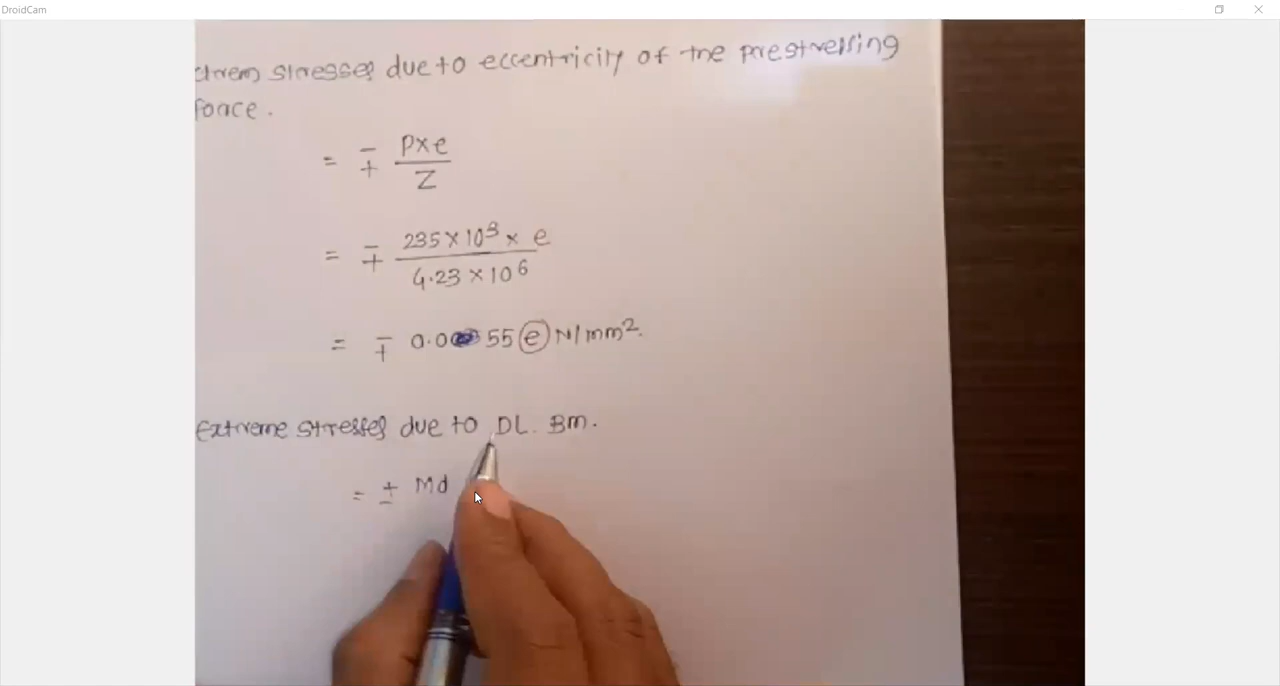 DroidCam
stresses due to eccentricity of the prestressing
force.
= ∓ P×e / Z
= ∓ 235×10³ × e / 4.23×10⁶
= ∓ 0.0 55 e N/mm².
Extreme stresses due to DL. BM.
= ± Md